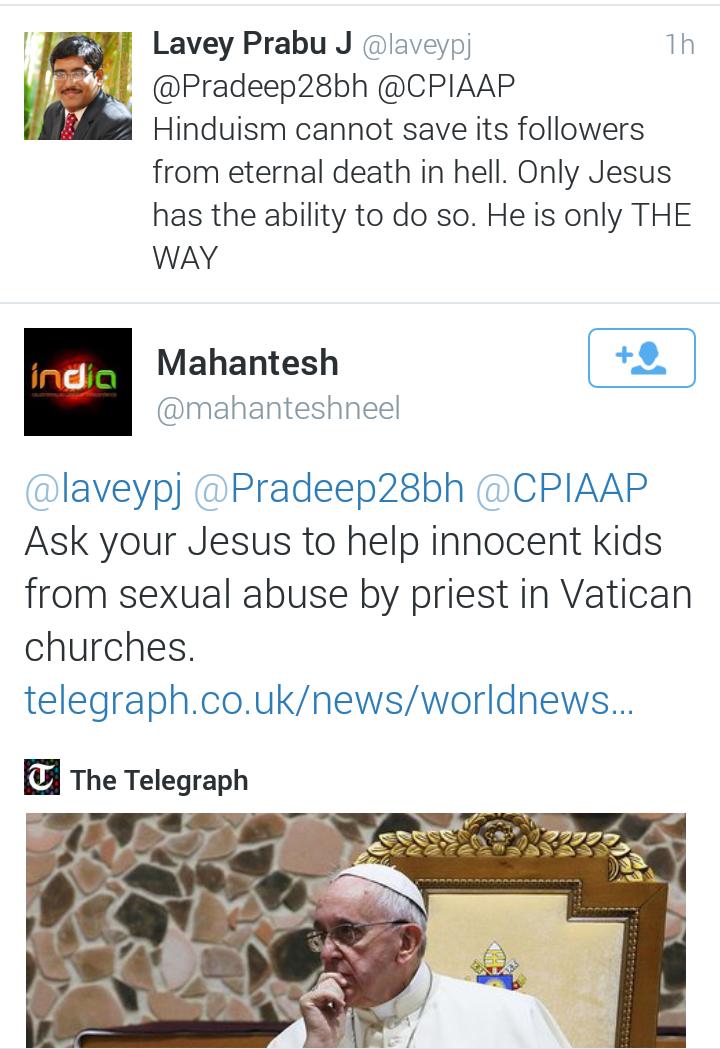 Lavey Prabu J @laveypj 1h
@Pradeep28bh @CPIAAP
Hinduism cannot save its followers
from eternal death in hell. Only Jesus
has the ability to do so. He is only THE
WAY
india
Mahantesh
@mahanteshneel
@laveypj @Pradeep28bh @CPIAAP
Ask your Jesus to help innocent kids
from sexual abuse by priest in Vatican
churches.
telegraph.co.uk/news/worldnews...
T The Telegraph